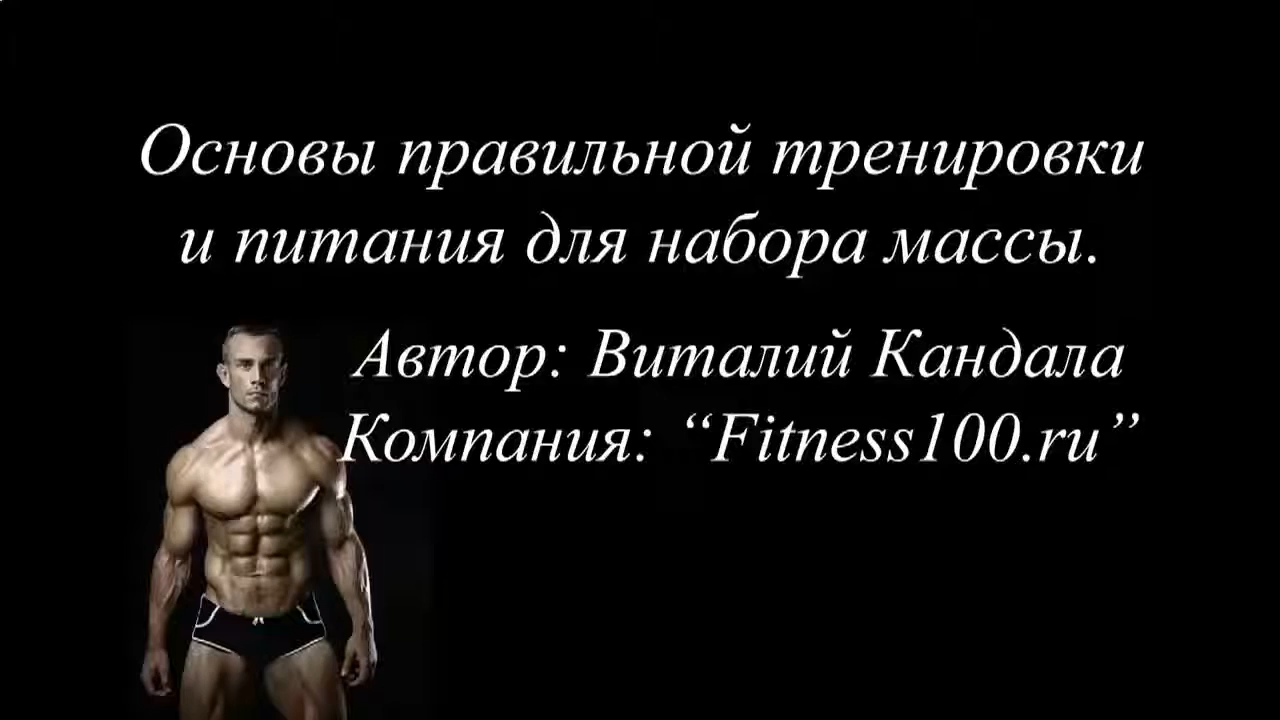 Основы правильной тренировки
и питания для набора массы.
Автор: Виталий Кандала
Компания: “Fitness100.ru”